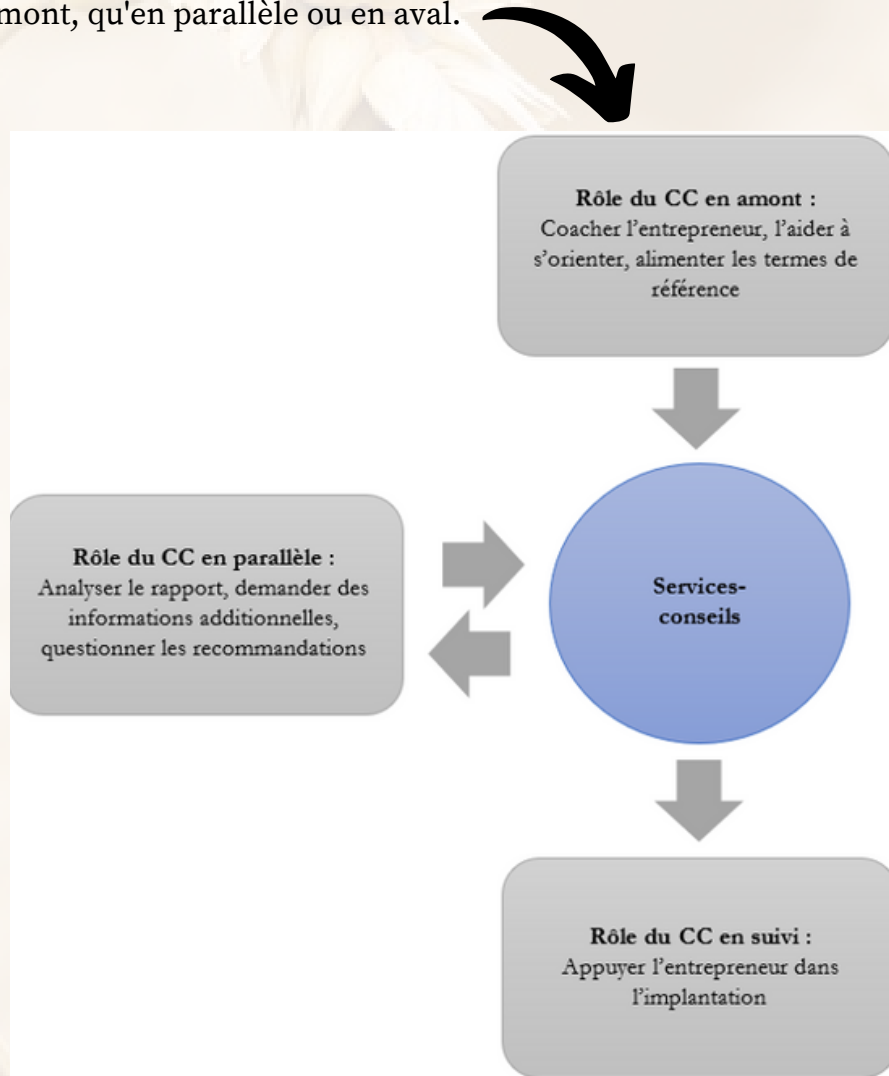 mont, qu'en parallèle ou en aval.
Rôle du CC en amont :
Coacher l'entrepreneur, l'aider à
s'orienter, alimenter les termes de
référence
Rôle du CC en parallèle :
Analyser le rapport, demander des
informations additionnelles,
questionner les recommandations
Services-
conseils
Rôle du CC en suivi :
Appuyer l'entrepreneur dans
l'implantation